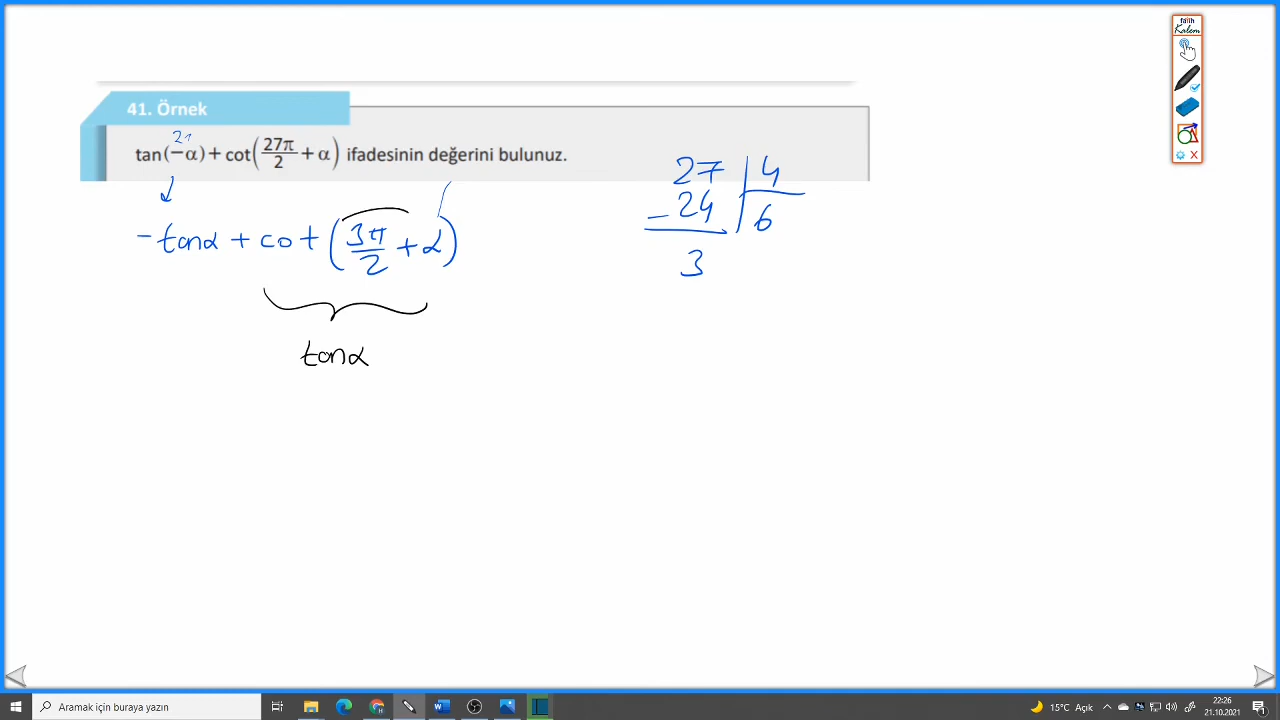 fatih
Kalem
41. Örnek
tan(−α)+cot(27π/2 +α) ifadesinin değerini bulunuz.
-tanα + cot (3π/2 + α)
tanα
27 | 4
- 24 | 6
3
Aramak için buraya yazın
15°C Açık
22:26
21.10.2021